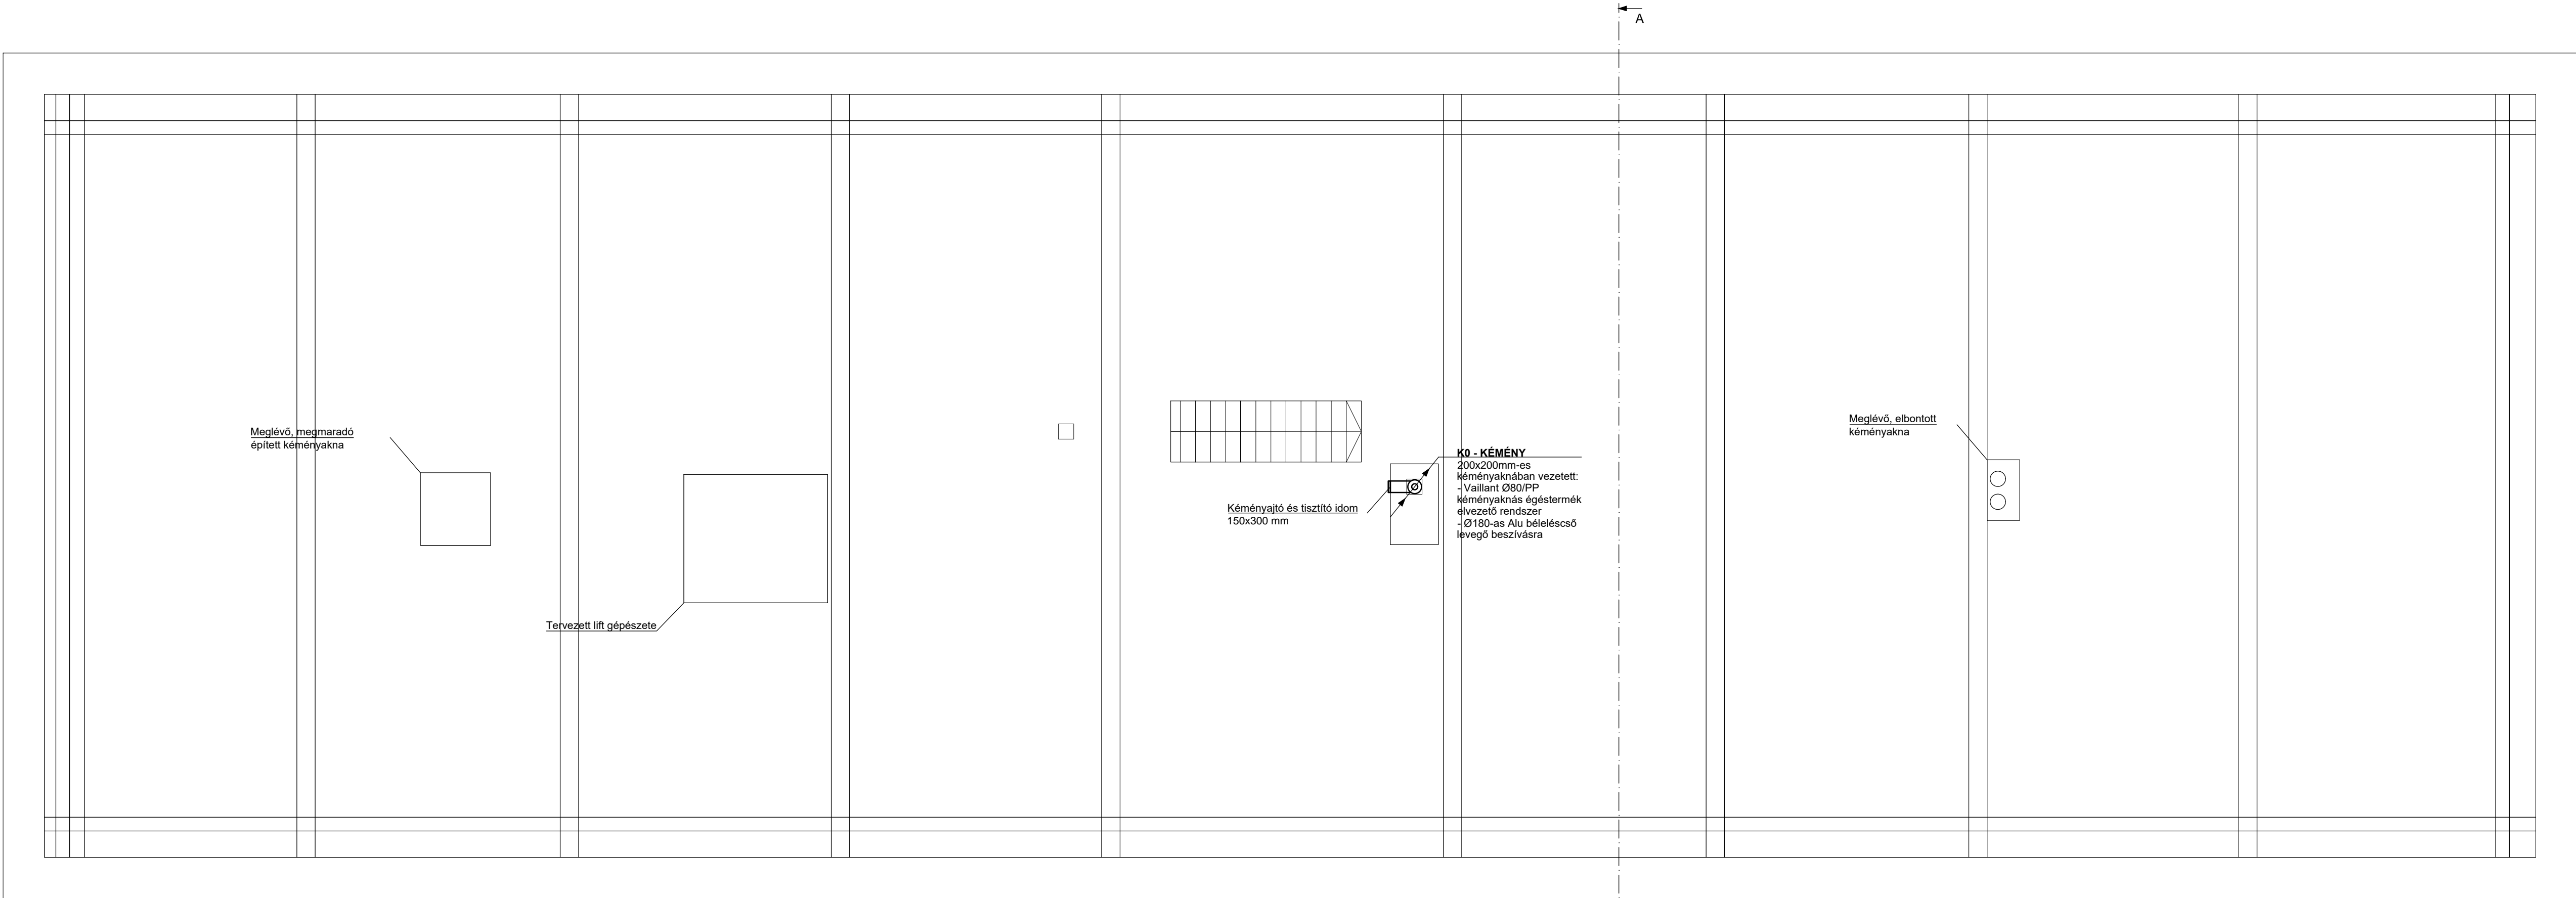 A
Meglévő, megmaradó
épített kéményakna
Tervezett lift gépészete
Kéményajtó és tisztító idom
150x300 mm
K0 - KÉMÉNY
200x200mm-es
kéményaknában vezetett:
- Vaillant Ø80/PP
kéményaknás égéstermék
elvezető rendszer
- Ø180-as Alu béleléscső
levegő beszívásra
Meglévő, elbontott
kéményakna